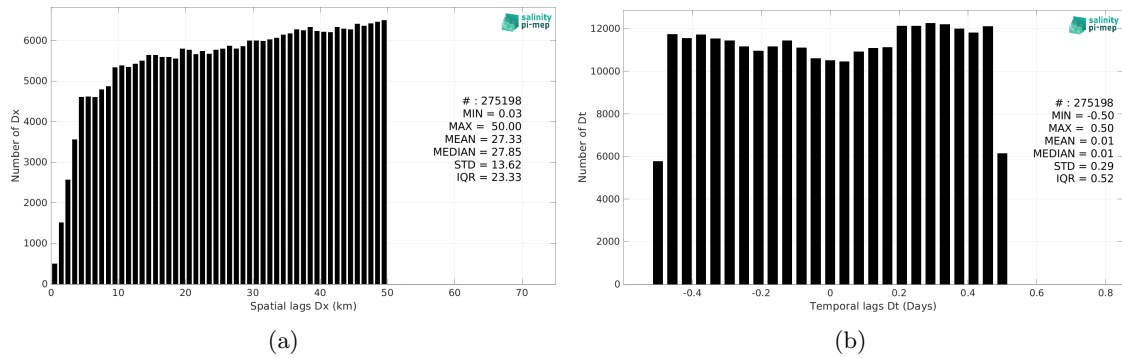 salinity
pi-mep
6000
5000
4000
3000
2000
1000
0
Number of Dx
# : 275198
MIN = 0.03
MAX = 50.00
MEAN = 27.33
MEDIAN = 27.85
STD = 13.62
IQR = 23.33
0 10 20 30 40 50 60 70
Spatial lags Dx (km)
(a)
salinity
pi-mep
12000
10000
8000
6000
4000
2000
0
Number of Dt
# : 275198
MIN = -0.50
MAX = 0.50
MEAN = 0.01
MEDIAN = 0.01
STD = 0.29
IQR = 0.52
-0.4 -0.2 0 0.2 0.4 0.6 0.8
Temporal lags Dt (Days)
(b)